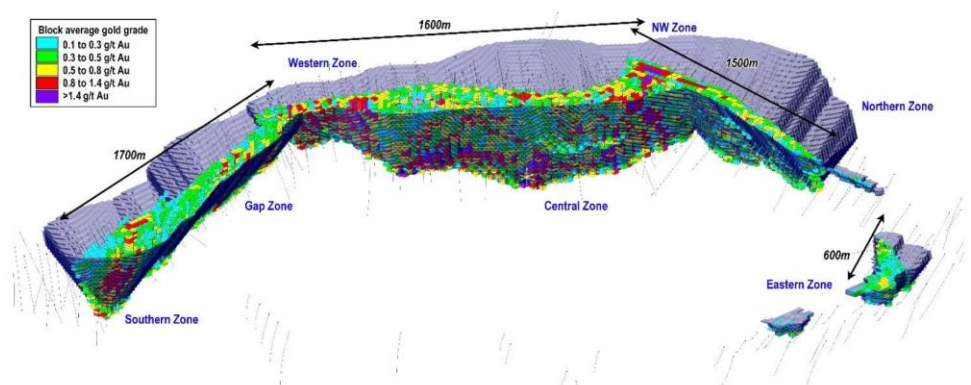 Block average gold grade
0.1 to 0.3 g/t Au
0.3 to 0.5 g/t Au
0.5 to 0.8 g/t Au
0.8 to 1.4 g/t Au
>1.4 g/t Au
1600m
NW Zone
Western Zone
1500m
Northern Zone
1700m
Gap Zone
Central Zone
600m
Eastern Zone
Southern Zone